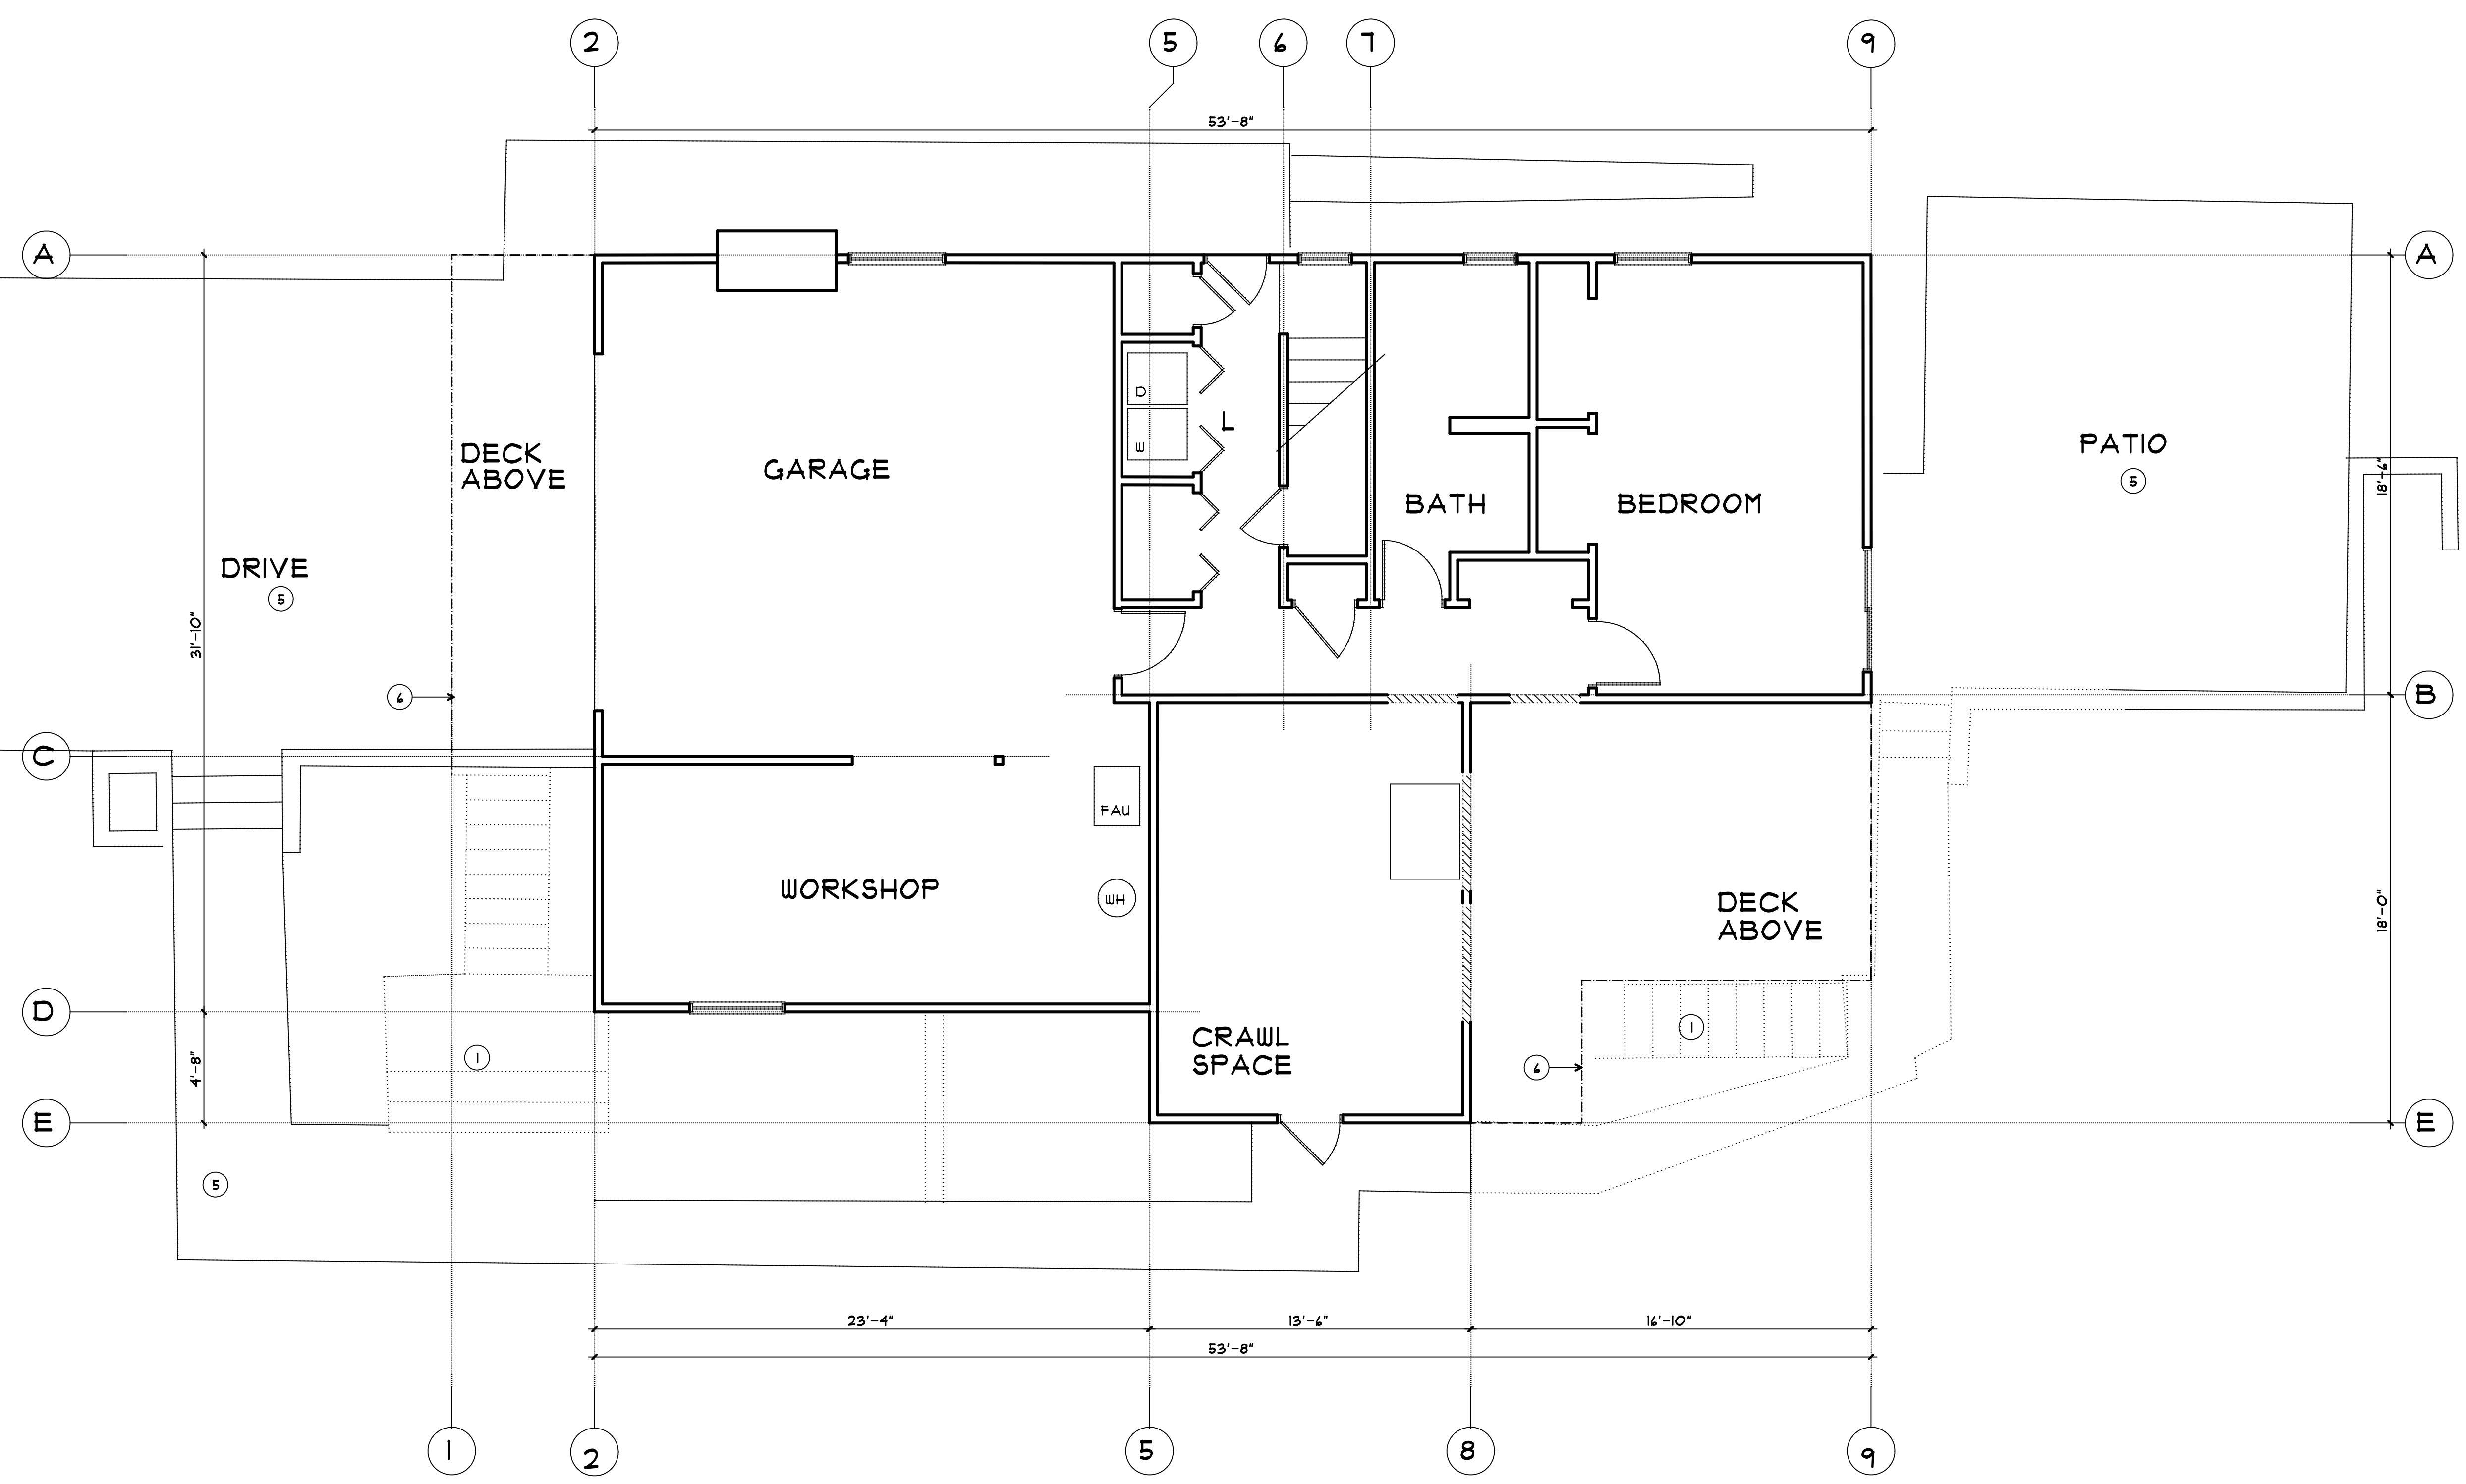 2
5
6
7
9
53'-8"
A
A
DECK
ABOVE
GARAGE
D
W
L
BATH
BEDROOM
PATIO
5
18'-6"
DRIVE
5
31'-10"
6
B
C
FAU
WORKSHOP
WH
DECK
ABOVE
18'-0"
D
CRAWL
SPACE
1
1
6
4'-8"
E
E
5
23'-4"
13'-6"
16'-10"
53'-8"
1
2
5
8
9